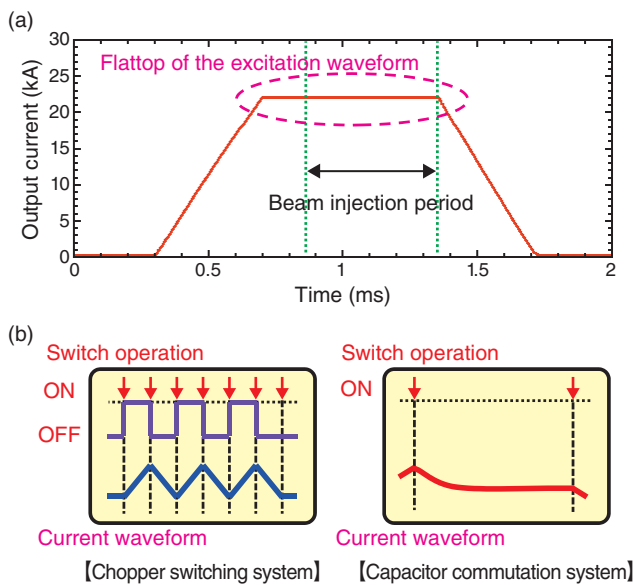 (a)
30
25
20
15
10
5
0
Output current (kA)
Flattop of the excitation waveform
Beam injection period
0 0.5 1 1.5 2
Time (ms)
(b)
Switch operation
ON
OFF
Current waveform
【Chopper switching system】
Switch operation
ON
Current waveform
【Capacitor commutation system】